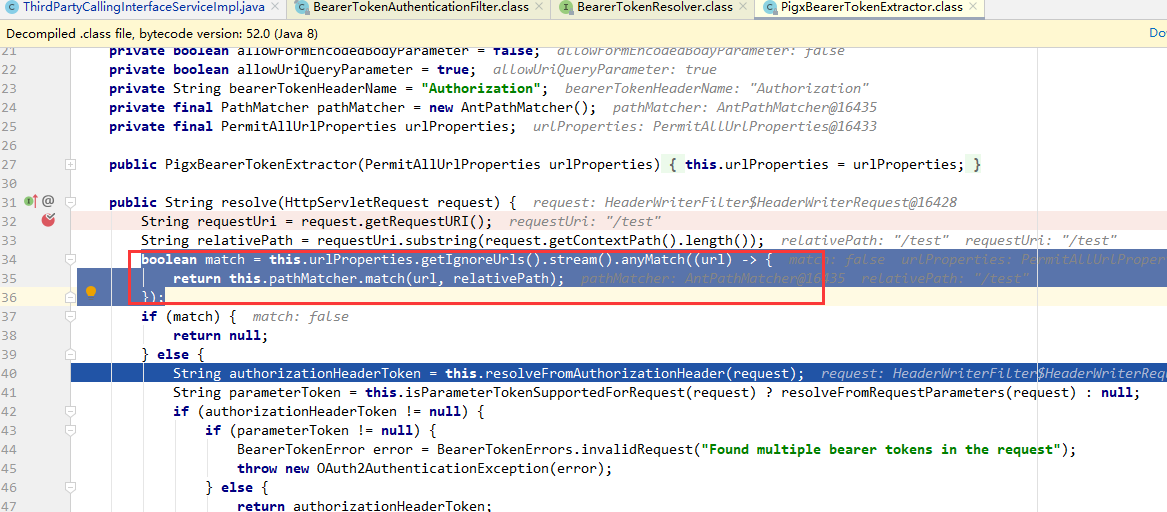 ThirdPartyCallingInterfaceServiceImpl.java × BearerTokenAuthenticationFilter.class × BearerTokenResolver.class × PigxBearerTokenExtractor.class ×
Decompiled .class file, bytecode version: 52.0 (Java 8) Do
21 private boolean allowFormEncodedBodyParameter = false; allowFormEncodedBodyParameter: false
22 private boolean allowUriQueryParameter = true; allowUriQueryParameter: true
23 private String bearerTokenHeaderName = "Authorization"; bearerTokenHeaderName: "Authorization"
24 private final PathMatcher pathMatcher = new AntPathMatcher(); pathMatcher: AntPathMatcher@16435
25 private final PermitAllUrlProperties urlProperties; urlProperties: PermitAllUrlProperties@16433
26
27 public PigxBearerTokenExtractor(PermitAllUrlProperties urlProperties) { this.urlProperties = urlProperties; }
30
31 @ public String resolve(HttpServletRequest request) { request: HeaderWriterFilter$HeaderWriterRequest@16428
32 String requestUri = request.getRequestURI(); requestUri: "/test"
33 String relativePath = requestUri.substring(request.getContextPath().length()); relativePath: "/test" requestUri: "/test"
34 boolean match = this.urlProperties.getIgnoreUrls().stream().anyMatch((url) -> { match: false urlProperties: PermitAllUrlProper
35 return this.pathMatcher.match(url, relativePath); pathMatcher: AntPathMatcher@16435 relativePath: "/test"
36 });
37 if (match) { match: false
38 return null;
39 } else {
40 String authorizationHeaderToken = this.resolveFromAuthorizationHeader(request); request: HeaderWriterFilter$HeaderWriterReq
41 String parameterToken = this.isParameterTokenSupportedForRequest(request) ? resolveFromRequestParameters(request) : null;
42 if (authorizationHeaderToken != null) {
43 if (parameterToken != null) {
44 BearerTokenError error = BearerTokenErrors.invalidRequest("Found multiple bearer tokens in the request");
45 throw new OAuth2AuthenticationException(error);
46 } else {
47 return authorizationHeaderToken;